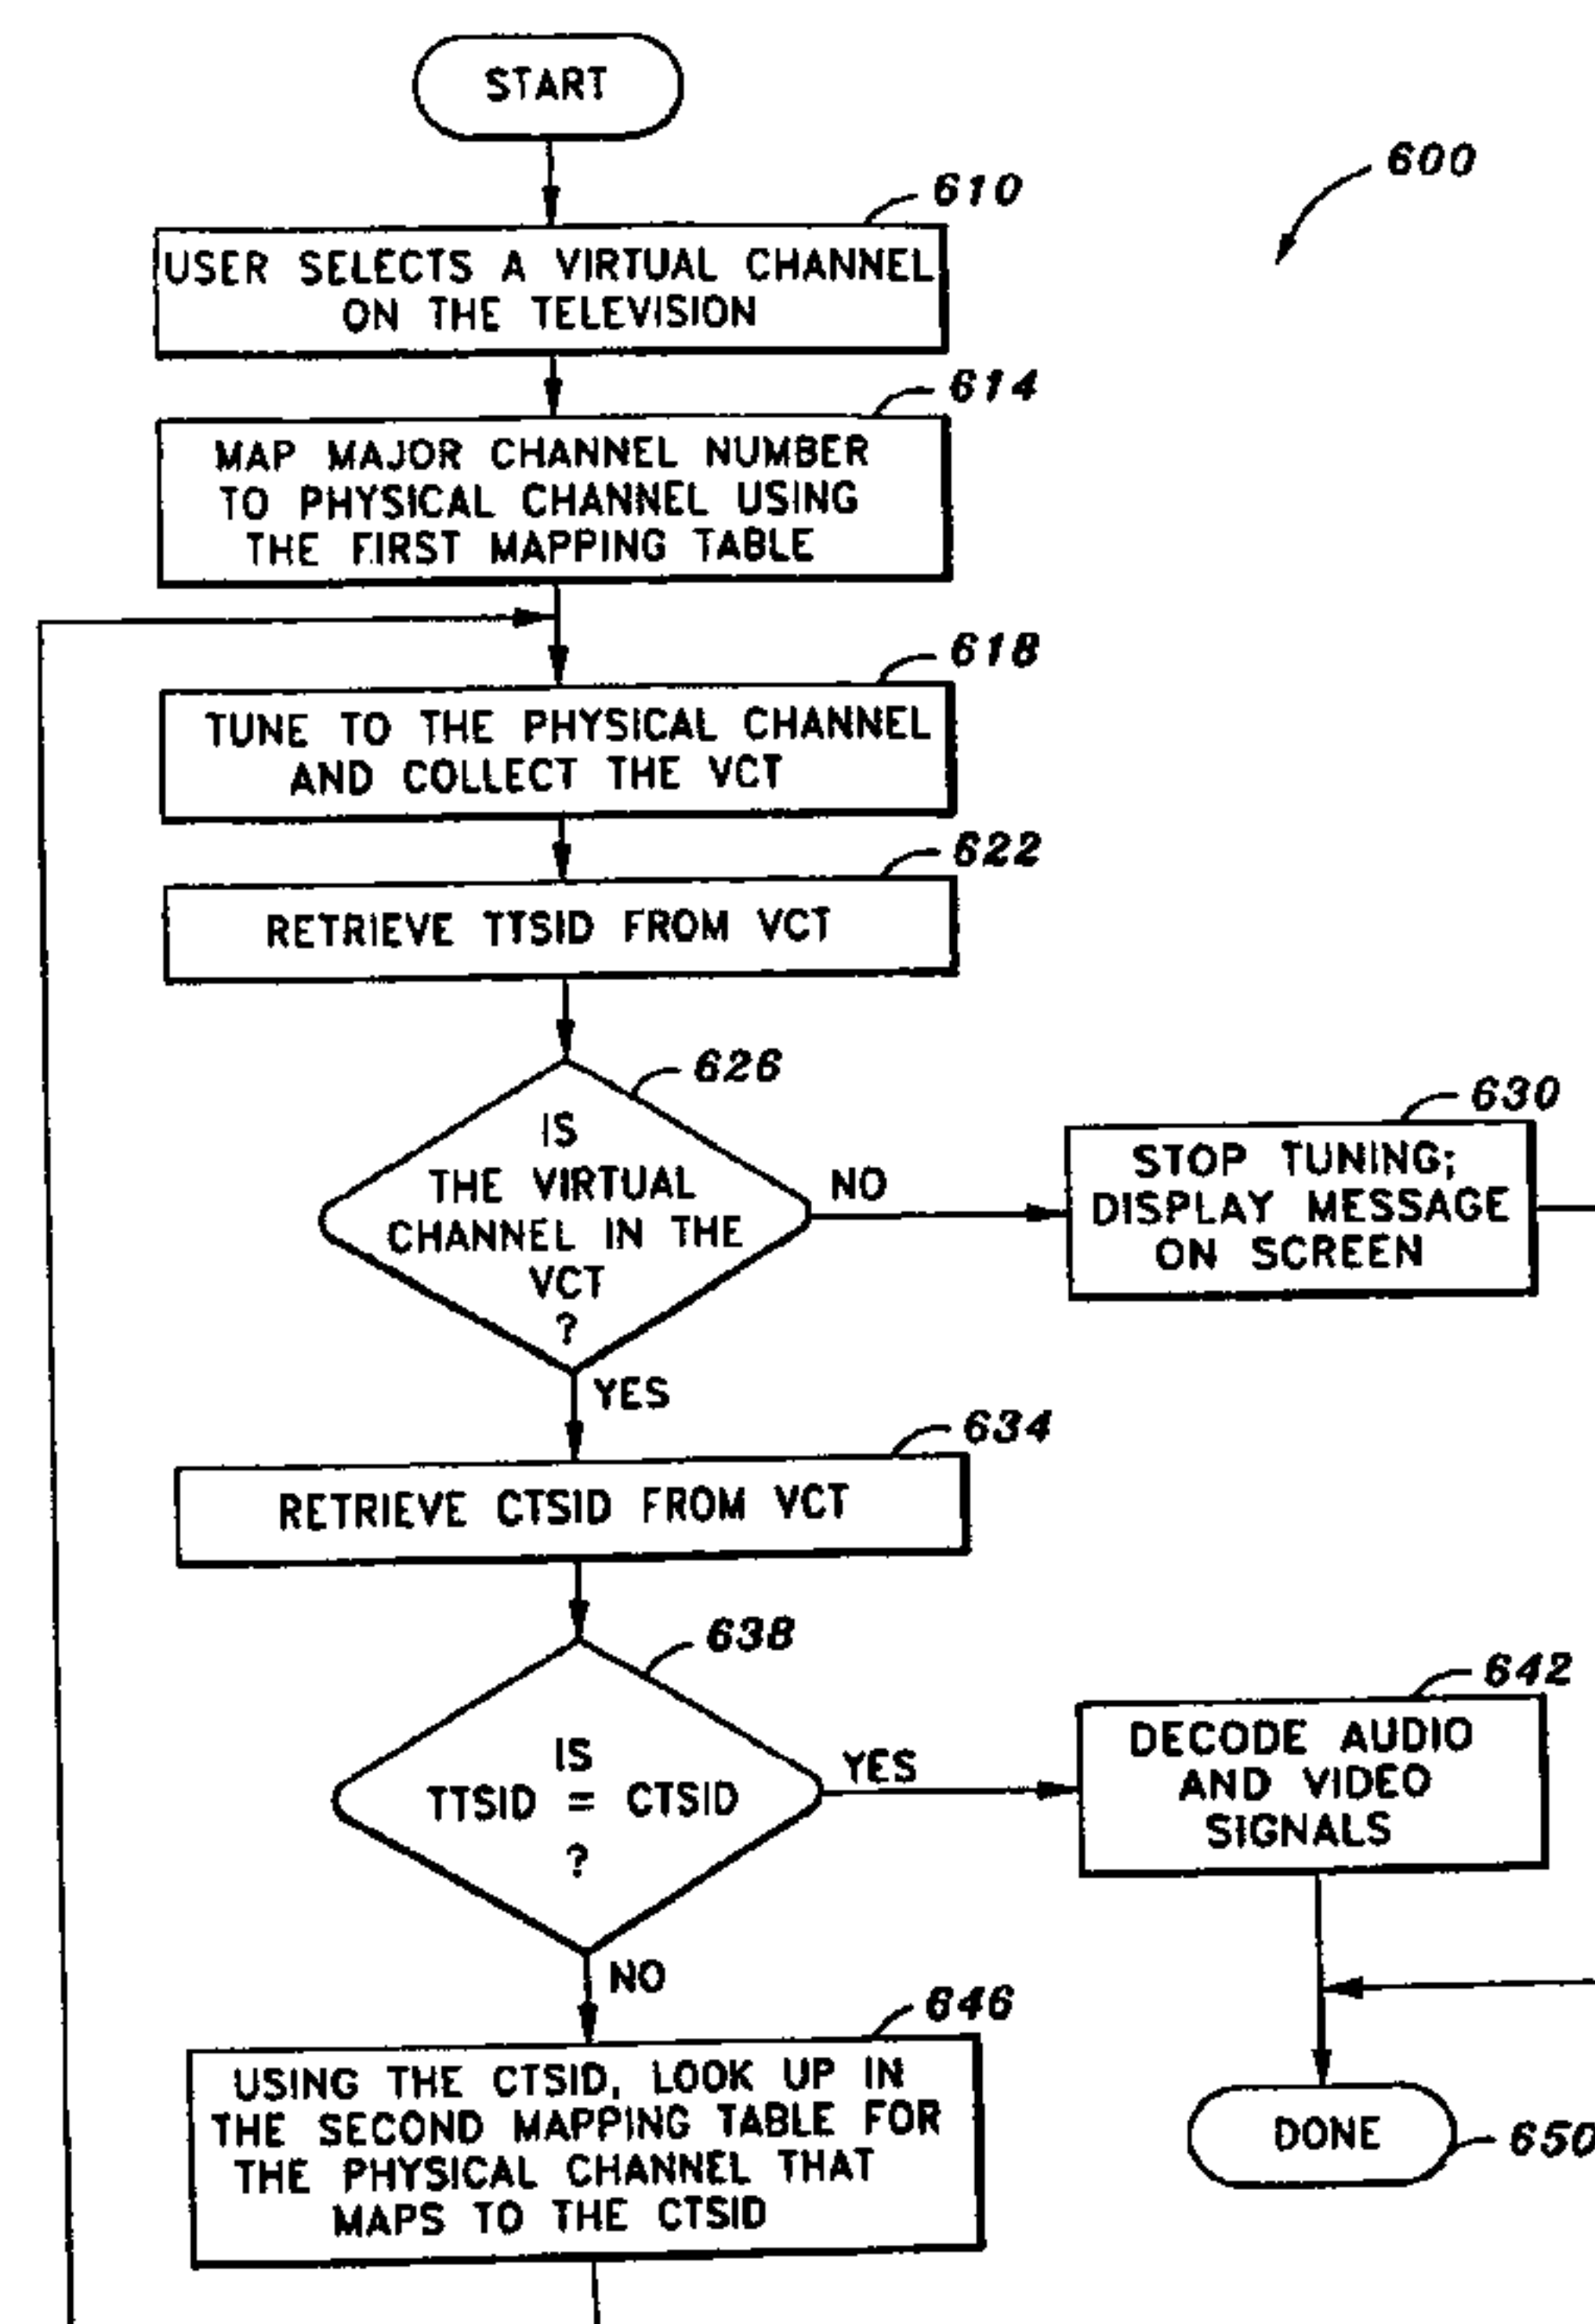 START
600
610
USER SELECTS A VIRTUAL CHANNEL
ON THE TELEVISION
614
MAP MAJOR CHANNEL NUMBER
TO PHYSICAL CHANNEL USING
THE FIRST MAPPING TABLE
618
TUNE TO THE PHYSICAL CHANNEL
AND COLLECT THE VCT
622
RETRIEVE TTSID FROM VCT
626
IS
THE VIRTUAL
CHANNEL IN THE
VCT
?
NO
630
STOP TUNING;
DISPLAY MESSAGE
ON SCREEN
YES
634
RETRIEVE CTSID FROM VCT
638
IS
TTSID = CTSID
?
YES
642
DECODE AUDIO
AND VIDEO
SIGNALS
NO
646
USING THE CTSID, LOOK UP IN
THE SECOND MAPPING TABLE FOR
THE PHYSICAL CHANNEL THAT
MAPS TO THE CTSID
DONE
650